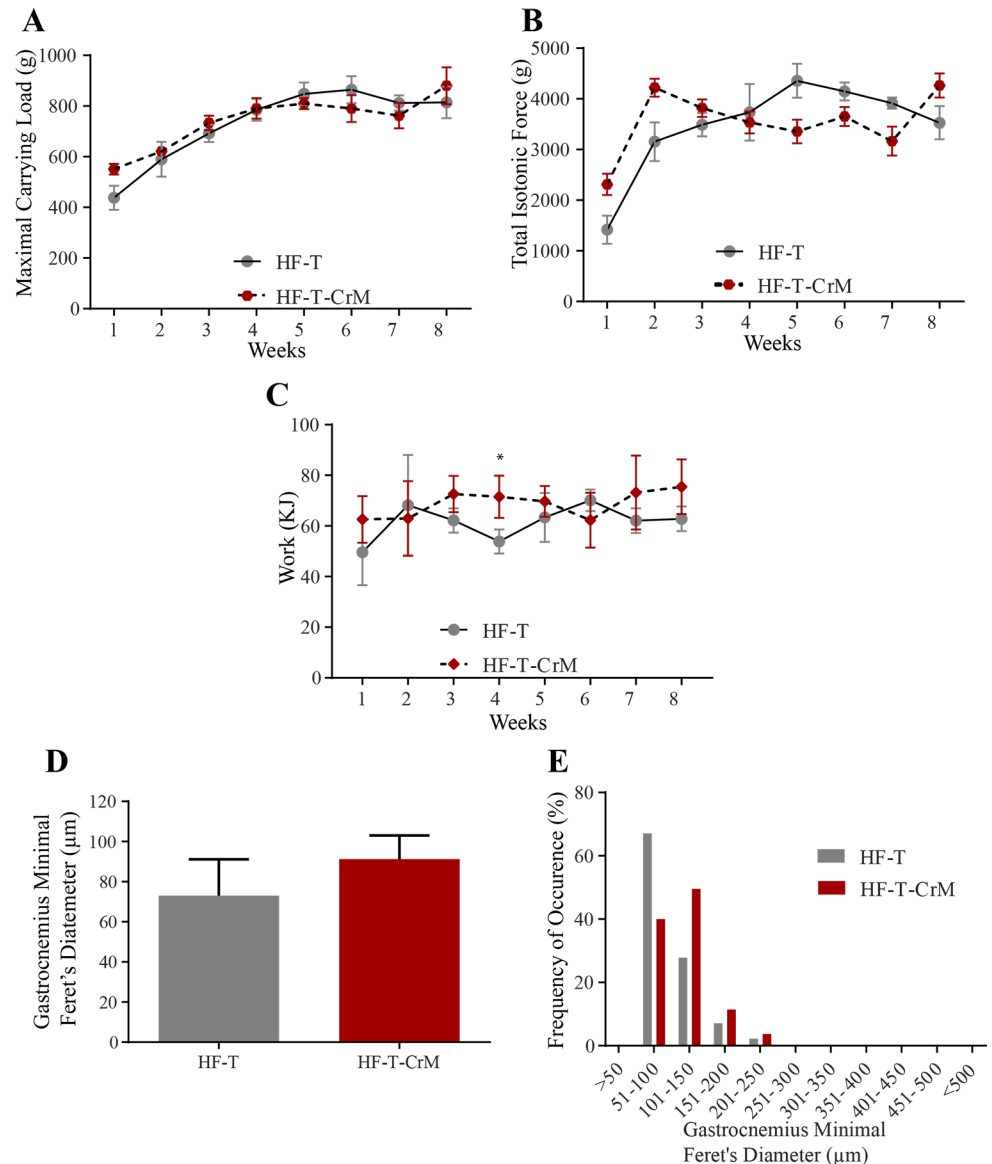 A
Maximal Carrying Load (g)
1000
800
600
400
200
0
HF-T
HF-T-CrM
1 2 3 4 5 6 7 8
Weeks
B
Total Isotonic Force (g)
5000
4000
3000
2000
1000
0
HF-T
HF-T-CrM
1 2 3 4 5 6 7 8
Weeks
C
Work (KJ)
100
80
60
40
20
0
*
HF-T
HF-T-CrM
1 2 3 4 5 6 7 8
Weeks
D
Gastrocnemius Minimal
Feret's Diatemeter (μm)
120
100
80
60
40
20
0
HF-T HF-T-CrM
E
Frequency of Occurence (%)
80
60
40
20
0
HF-T
HF-T-CrM
>50 51-100 101-150 151-200 201-250 251-300 301-350 351-400 401-450 451-500 <500
Gastrocnemius Minimal
Feret's Diameter (μm)